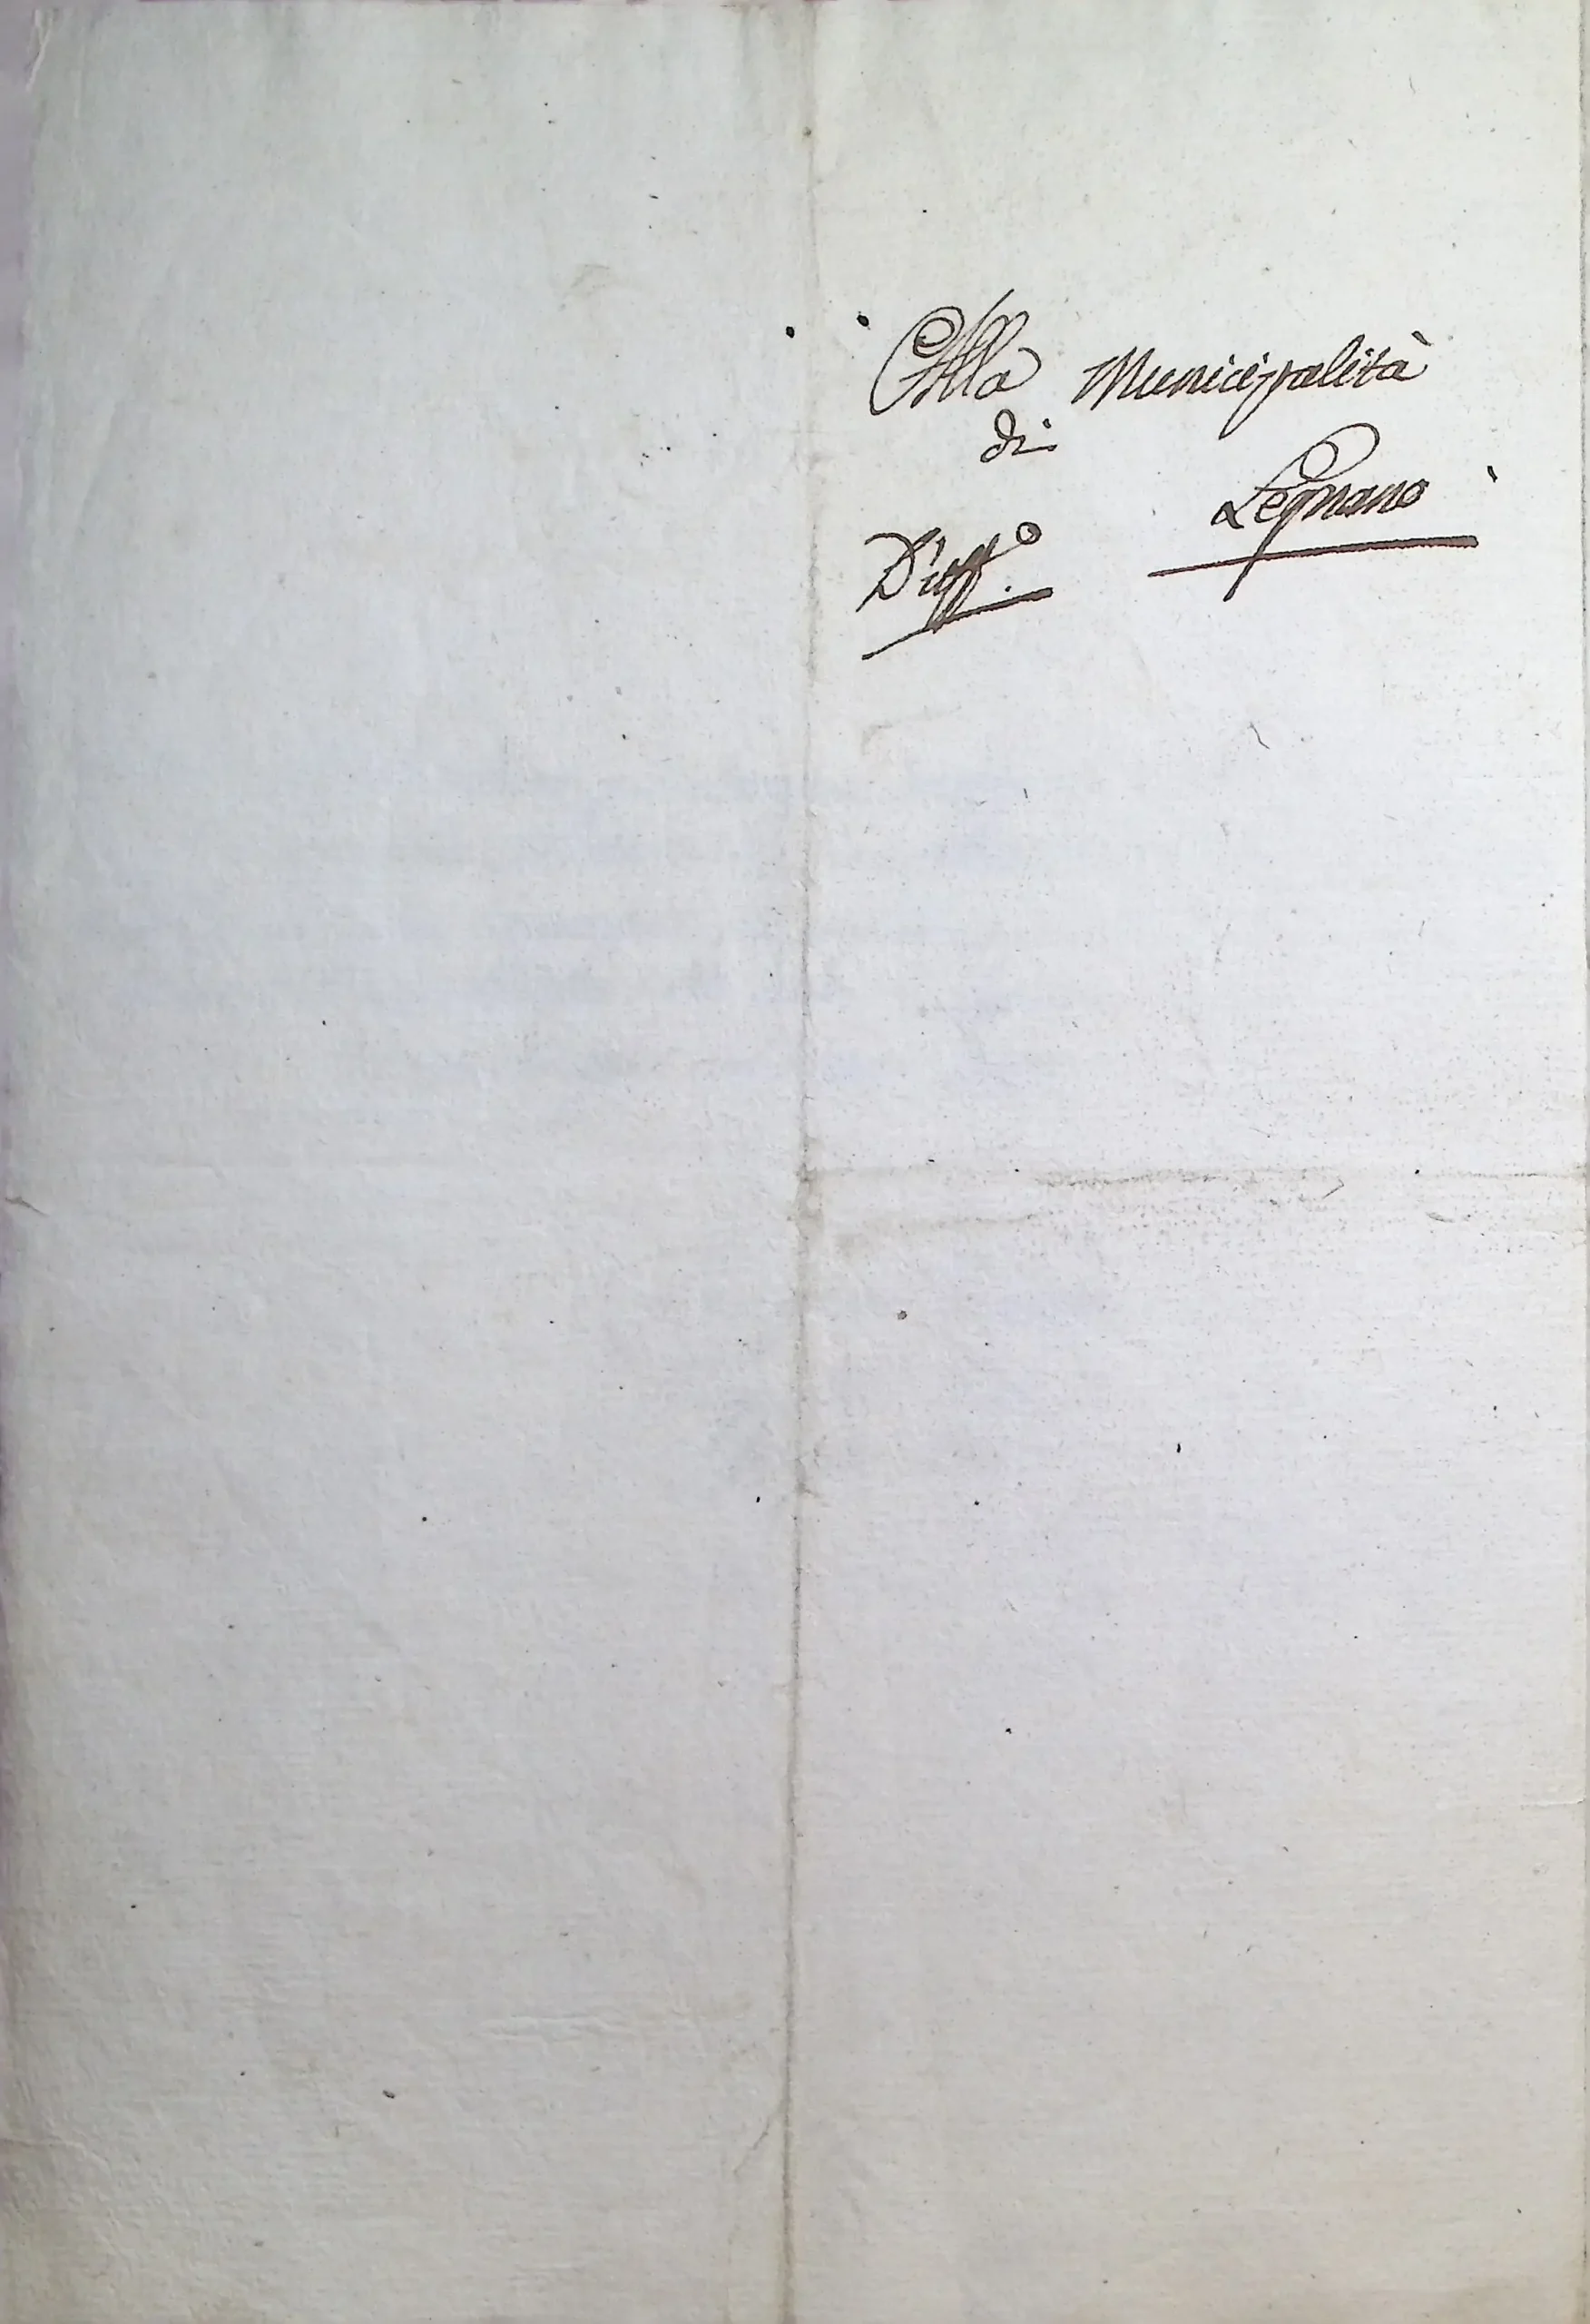 Alla Municipalità
di
Legnano
D'uff.o